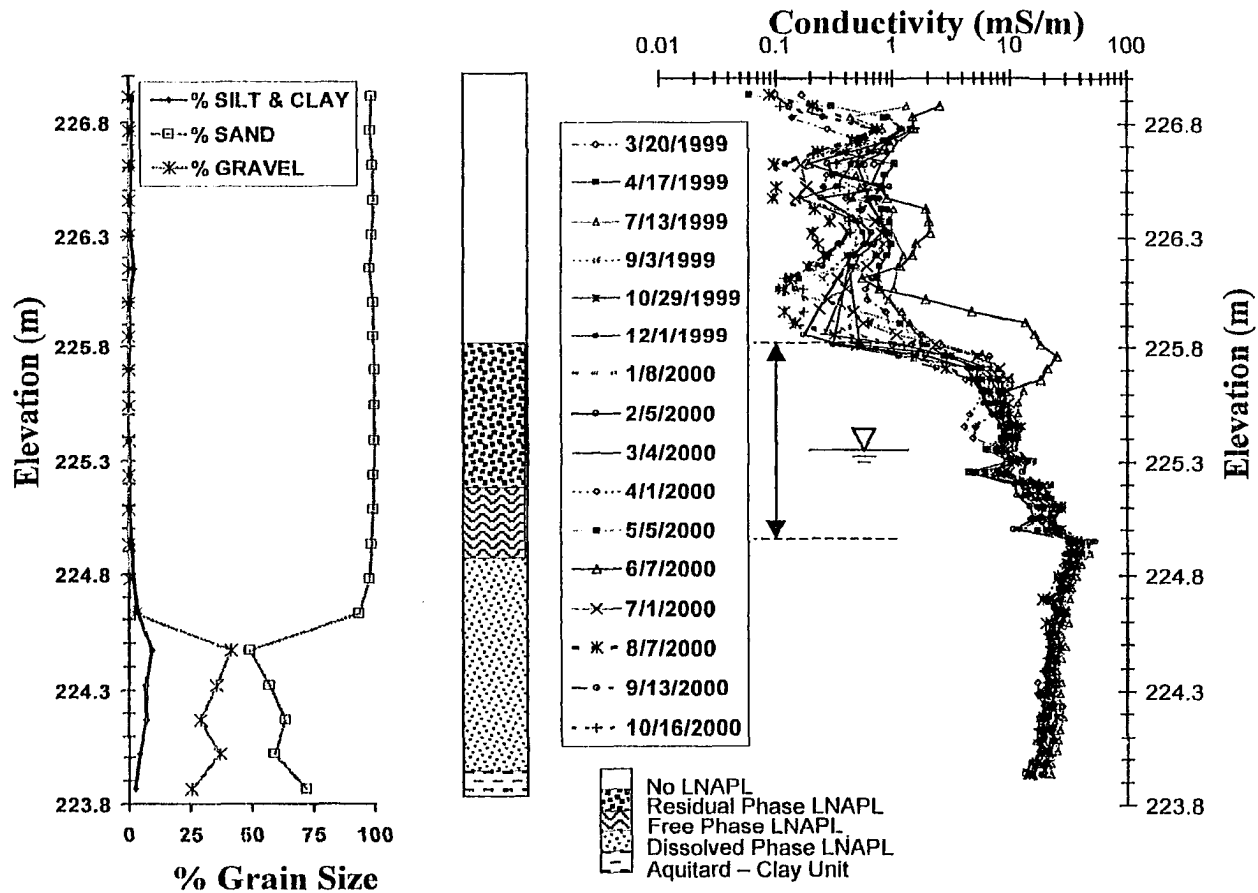 Conductivity (mS/m)
0.01 0.1 1 10 100
% SILT & CLAY
% SAND
% GRAVEL
226.8
226.3
225.8
225.3
224.8
224.3
223.8
Elevation (m)
0 25 50 75 100
% Grain Size
3/20/1999
4/17/1999
7/13/1999
9/3/1999
10/29/1999
12/1/1999
1/8/2000
2/5/2000
3/4/2000
4/1/2000
5/5/2000
6/7/2000
7/1/2000
8/7/2000
9/13/2000
10/16/2000
No LNAPL
Residual Phase LNAPL
Free Phase LNAPL
Dissolved Phase LNAPL
Aquitard – Clay Unit
226.8
226.3
225.8
225.3
224.8
224.3
223.8
Elevation (m)